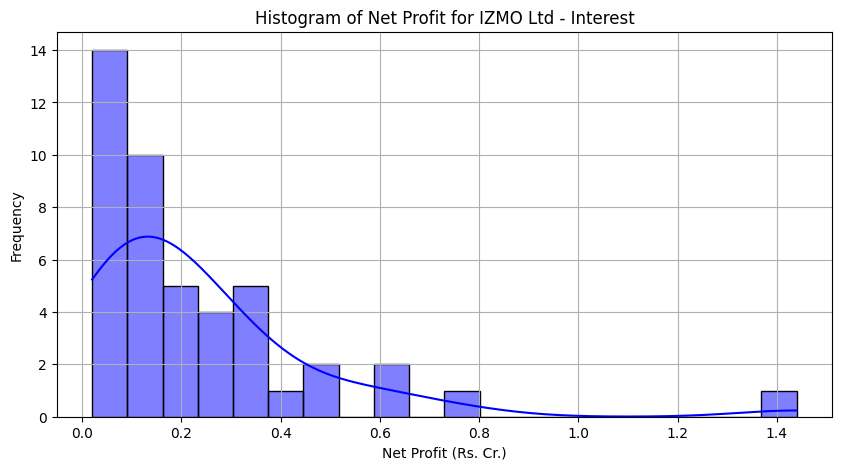 Histogram of Net Profit for IZMO Ltd - Interest
Frequency
14
12
10
8
6
4
2
0
0.0 0.2 0.4 0.6 0.8 1.0 1.2 1.4
Net Profit (Rs. Cr.)